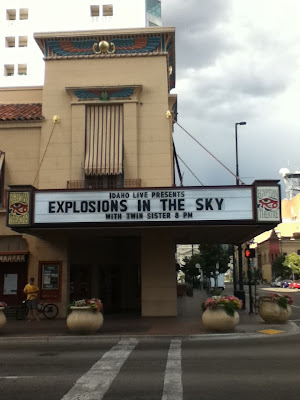 IDAHO LIVE PRESENTS
EXPLOSIONS IN THE SKY
WITH TWIN SISTER 8 PM